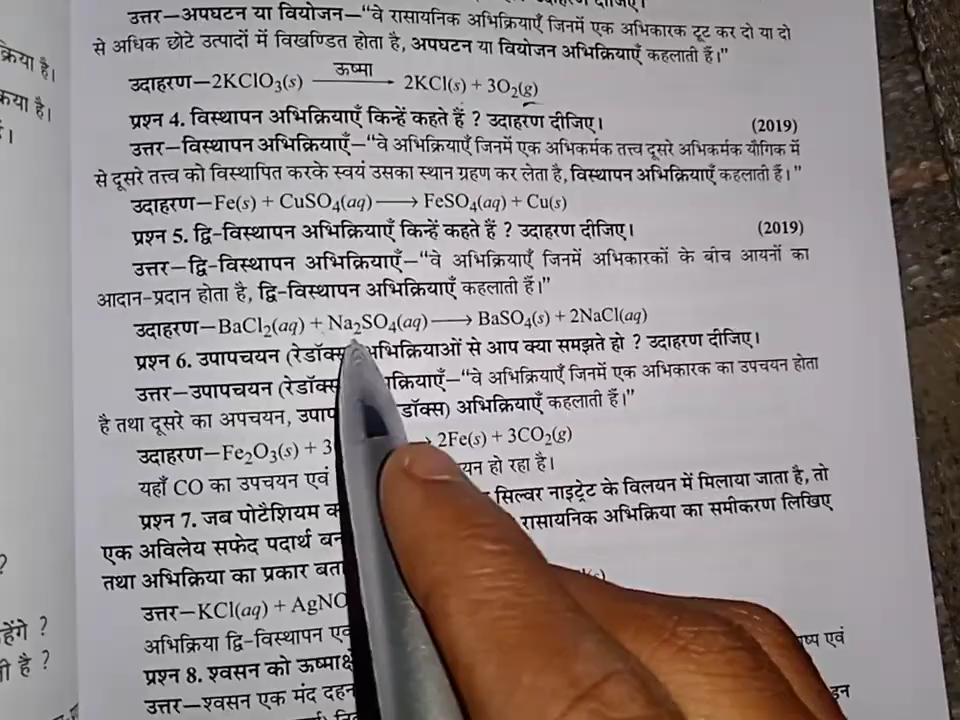 उत्तर–अपघटन या वियोजन–“वे रासायनिक अभिक्रियाएँ जिनमें एक अभिकारक टूट कर दो या दो
से अधिक छोटे उत्पादों में विखण्डित होता है, अपघटन या वियोजन अभिक्रियाएँ कहलाती हैं।”
उदाहरण–2KClO₃(s) ऊष्मा ⟶ 2KCl(s) + 3O₂(g)
प्रश्न 4. विस्थापन अभिक्रियाएँ किन्हें कहते हैं ? उदाहरण दीजिए। (2019)
उत्तर–विस्थापन अभिक्रियाएँ–“वे अभिक्रियाएँ जिनमें एक अभिकर्मक तत्त्व दूसरे अभिकर्मक यौगिक में
से दूसरे तत्त्व को विस्थापित करके स्वयं उसका स्थान ग्रहण कर लेता है, विस्थापन अभिक्रियाएँ कहलाती हैं।”
उदाहरण–Fe(s) + CuSO₄(aq) ⟶ FeSO₄(aq) + Cu(s)
प्रश्न 5. द्वि-विस्थापन अभिक्रियाएँ किन्हें कहते हैं ? उदाहरण दीजिए। (2019)
उत्तर–द्वि-विस्थापन अभिक्रियाएँ–“वे अभिक्रियाएँ जिनमें अभिकारकों के बीच आयनों का
आदान-प्रदान होता है, द्वि-विस्थापन अभिक्रियाएँ कहलाती हैं।”
उदाहरण–BaCl₂(aq) + Na₂SO₄(aq) ⟶ BaSO₄(s) + 2NaCl(aq)
प्रश्न 6. उपापचयन (रेडॉक्स अभिक्रियाओं से आप क्या समझते हो ? उदाहरण दीजिए।
उत्तर–उपापचयन (रेडॉक्स क्रियाएँ–“वे अभिक्रियाएँ जिनमें एक अभिकारक का उपचयन होता
है तथा दूसरे का अपचयन, उपाप डॉक्स) अभिक्रियाएँ कहलाती हैं।”
उदाहरण–Fe₂O₃(s) + 3 2Fe(s) + 3CO₂(g)
यहाँ CO का उपचयन एवं यन हो रहा है।
प्रश्न 7. जब पोटैशियम सिल्वर नाइट्रेट के विलयन में मिलाया जाता है, तो
एक अविलेय सफेद पदार्थ बन रासायनिक अभिक्रिया का समीकरण लिखिए
तथा अभिक्रिया का प्रकार बता
उत्तर–KCl(aq) + AgNO
अभिक्रिया द्वि-विस्थापन एव ष्प एवं
प्रश्न 8. श्वसन को ऊष्माक्षे
उत्तर–श्वसन एक मंद दहन
क्रिया है।
हेंगे ?